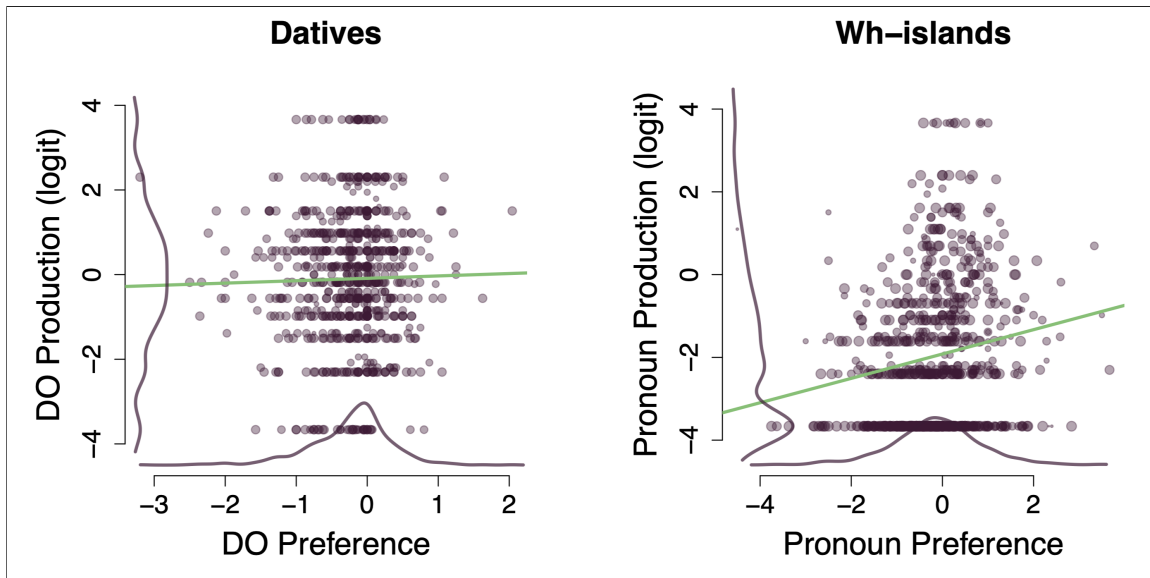 Datives
DO Production (logit)
4
2
0
−2
−4
−3 −2 −1 0 1 2
DO Preference
Wh−islands
Pronoun Production (logit)
4
2
0
−2
−4
−4 −2 0 2
Pronoun Preference